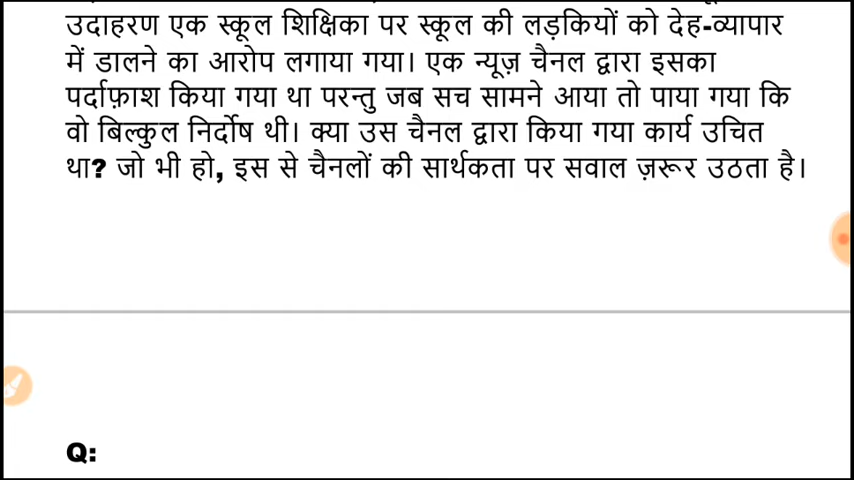 उदाहरण एक स्कूल शिक्षिका पर स्कूल की लड़कियों को देह-व्यापार
में डालने का आरोप लगाया गया। एक न्यूज़ चैनल द्वारा इसका
पर्दाफ़ाश किया गया था परन्तु जब सच सामने आया तो पाया गया कि
वो बिल्कुल निर्दोष थी। क्या उस चैनल द्वारा किया गया कार्य उचित
था? जो भी हो, इस से चैनलों की सार्थकता पर सवाल ज़रूर उठता है।
Q: